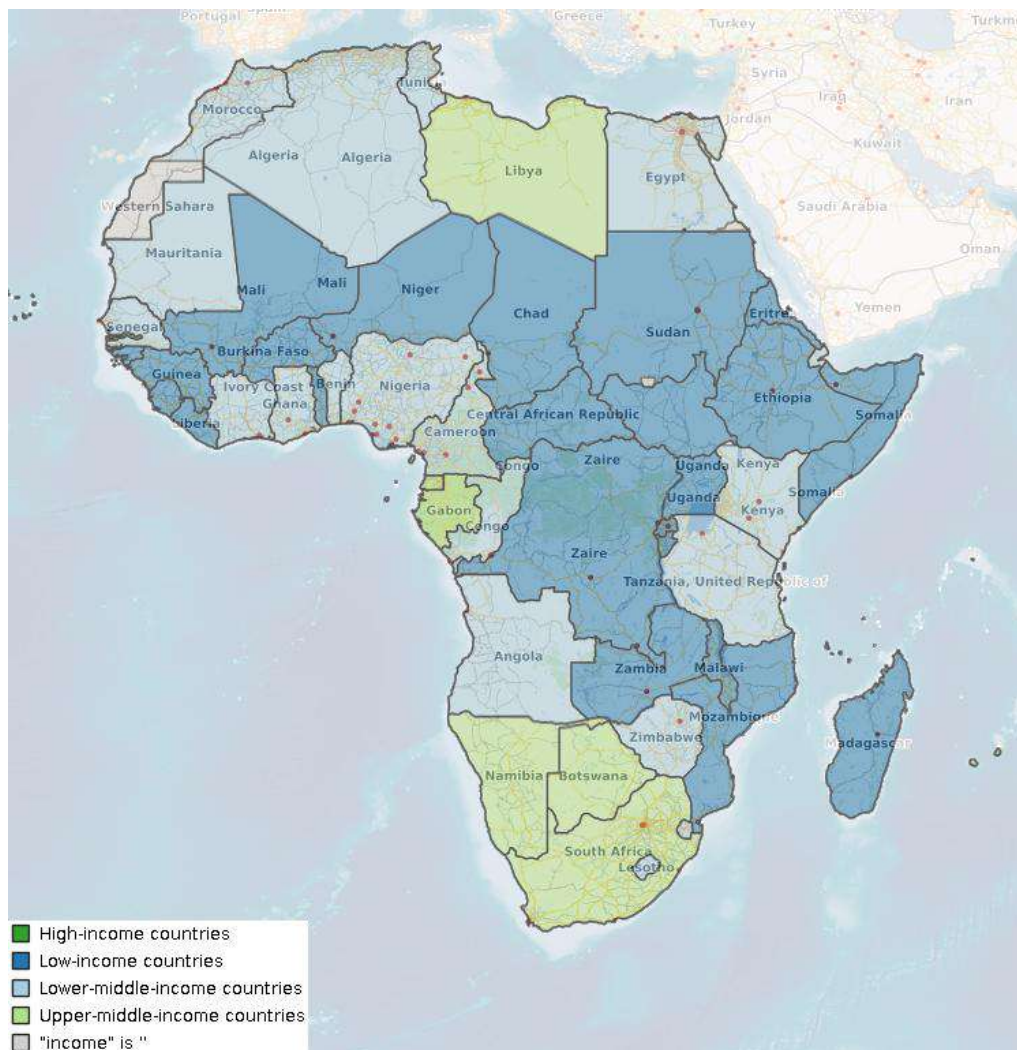 Portugal
Spain
Greece
Turkey
Turkm
Syria
Iraq
Iran
Jordan
Kuwait
Saudi Arabia
Oman
Yemen
Morocco
Tunis
Algeria
Algeria
Libya
Egypt
Western Sahara
Mauritania
Mali
Mali
Niger
Chad
Sudan
Eritre
Senegal
Burkina Faso
Guinea
Ivory Coast
Ghana
Benin
Nigeria
Liberia
Ethiopia
Somalia
Central African Republic
Cameroon
Congo
Zaire
Uganda
Kenya
Uganda
Somalia
Gabon
Congo
Kenya
Zaire
Tanzania, United Republic of
Angola
Zambia
Malawi
Mozambique
Zimbabwe
Madagascar
Namibia
Botswana
South Africa
Lesotho
High-income countries
Low-income countries
Lower-middle-income countries
Upper-middle-income countries
"income" is ''